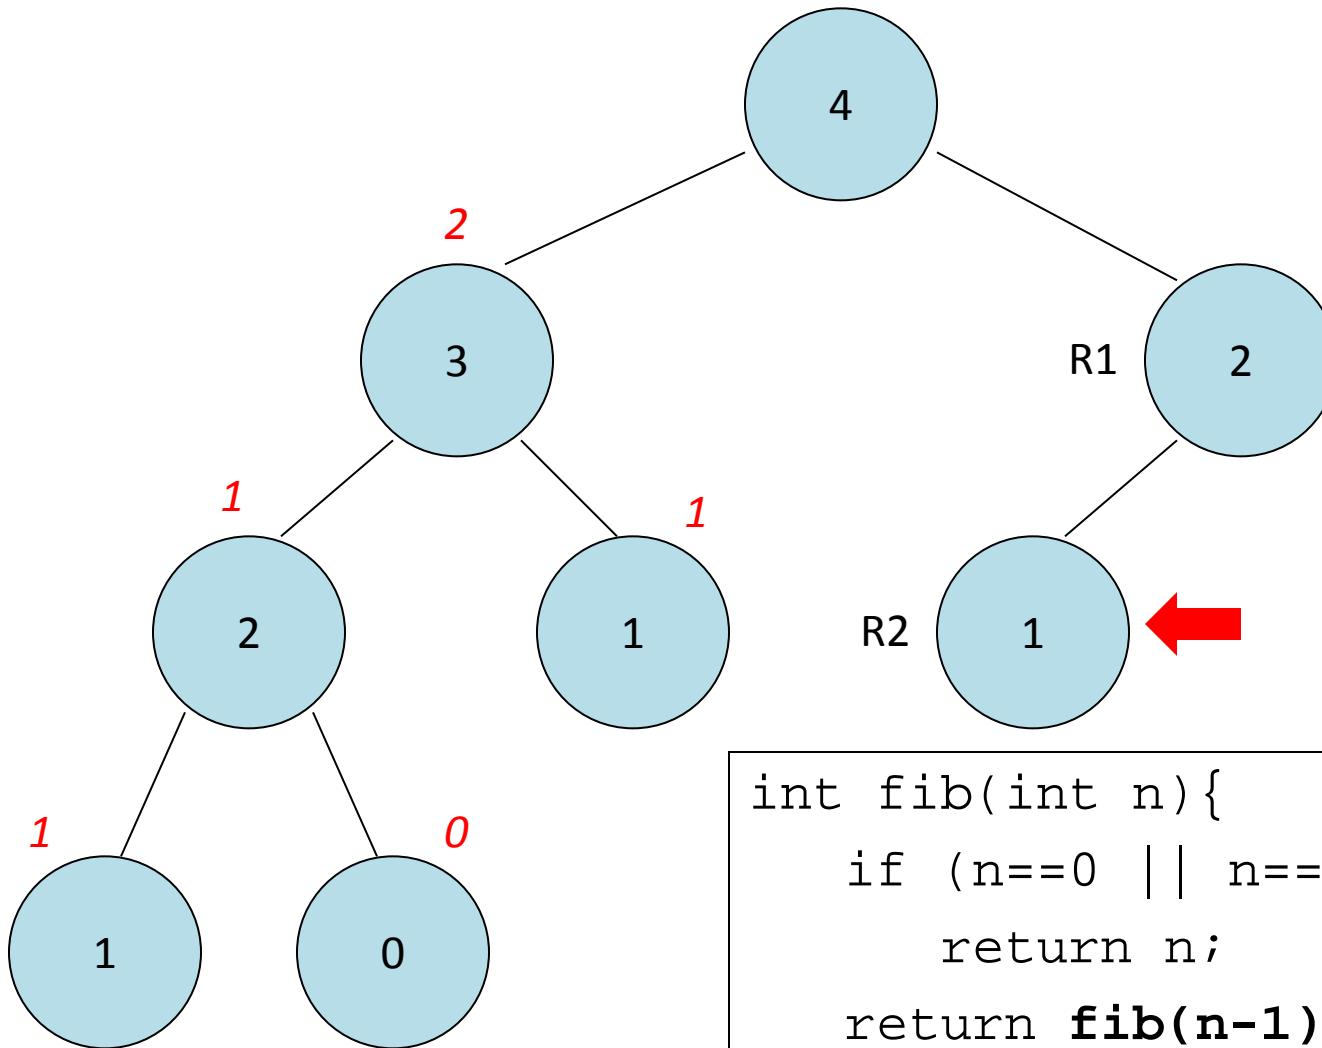 4
2
3
R1 2
1
1
2
1
R2 1
1
0
1
0
int fib(int n){
if (n==0 || n==
return n;
return fib(n-1)